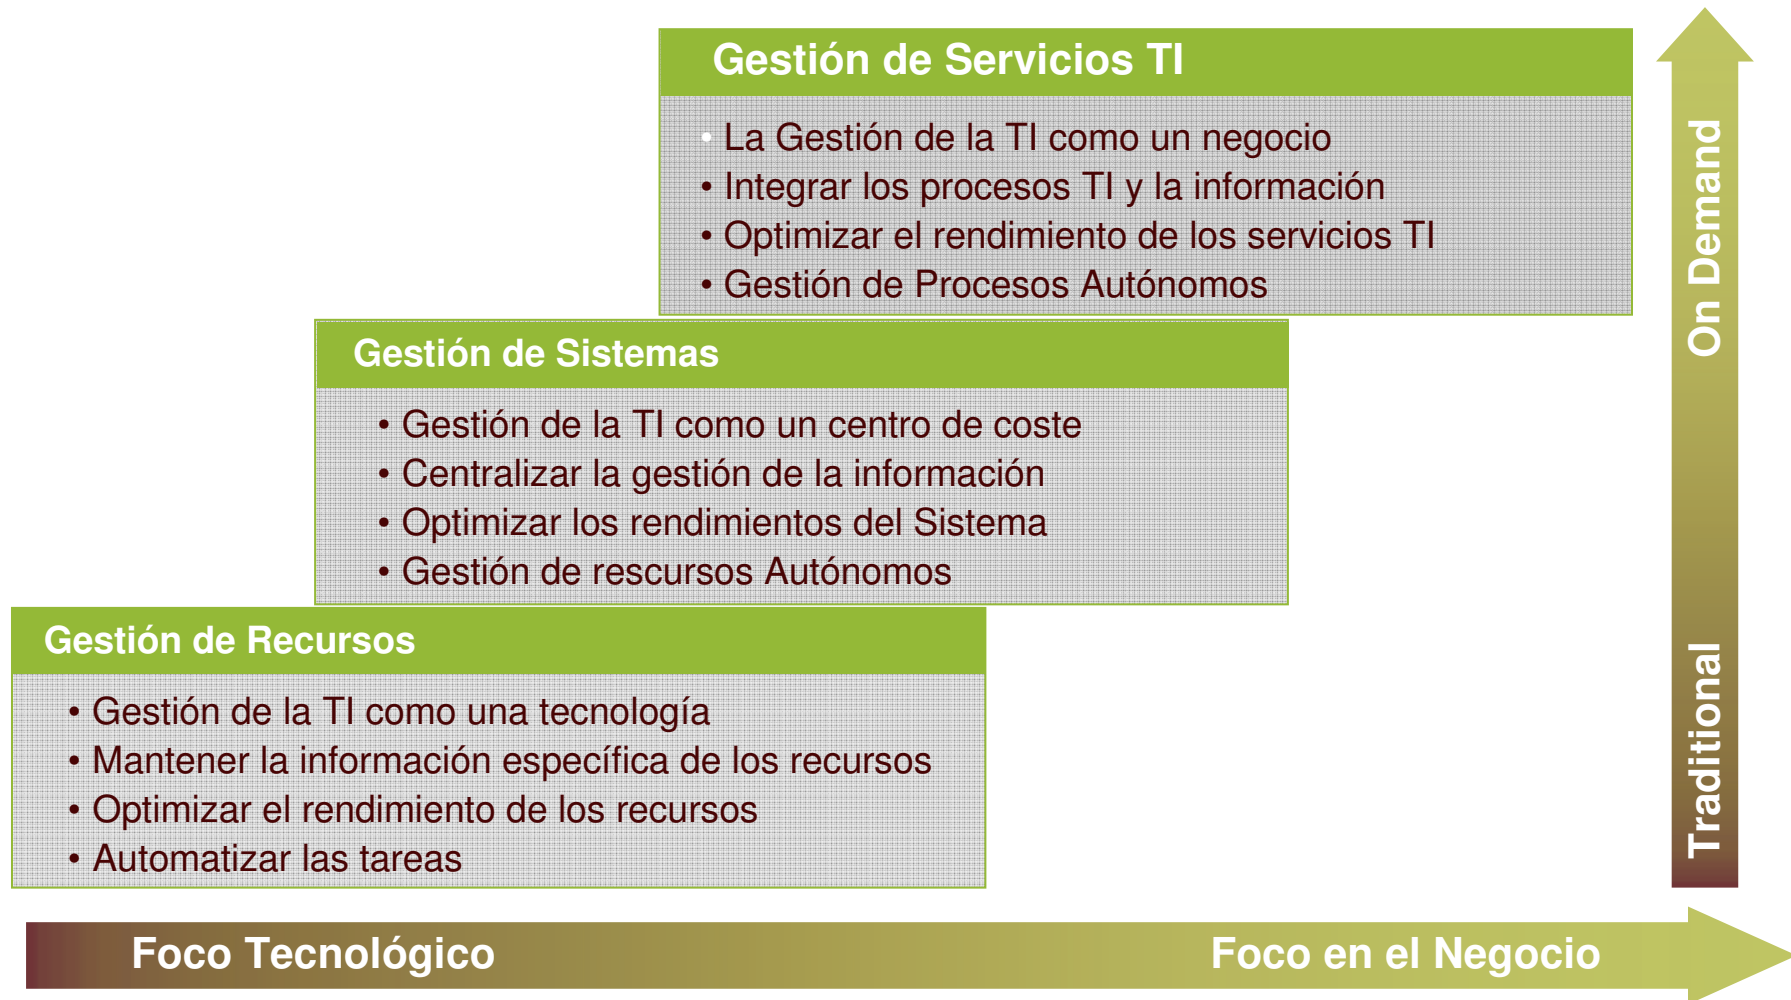 Gestión de Servicios TI
• La Gestión de la TI como un negocio
• Integrar los procesos TI y la información
• Optimizar el rendimiento de los servicios TI
• Gestión de Procesos Autónomos
Gestión de Sistemas
• Gestión de la TI como un centro de coste
• Centralizar la gestión de la información
• Optimizar los rendimientos del Sistema
• Gestión de rescursos Autónomos
Gestión de Recursos
• Gestión de la TI como una tecnología
• Mantener la información específica de los recursos
• Optimizar el rendimiento de los recursos
• Automatizar las tareas
On Demand
Traditional
Foco Tecnológico
Foco en el Negocio